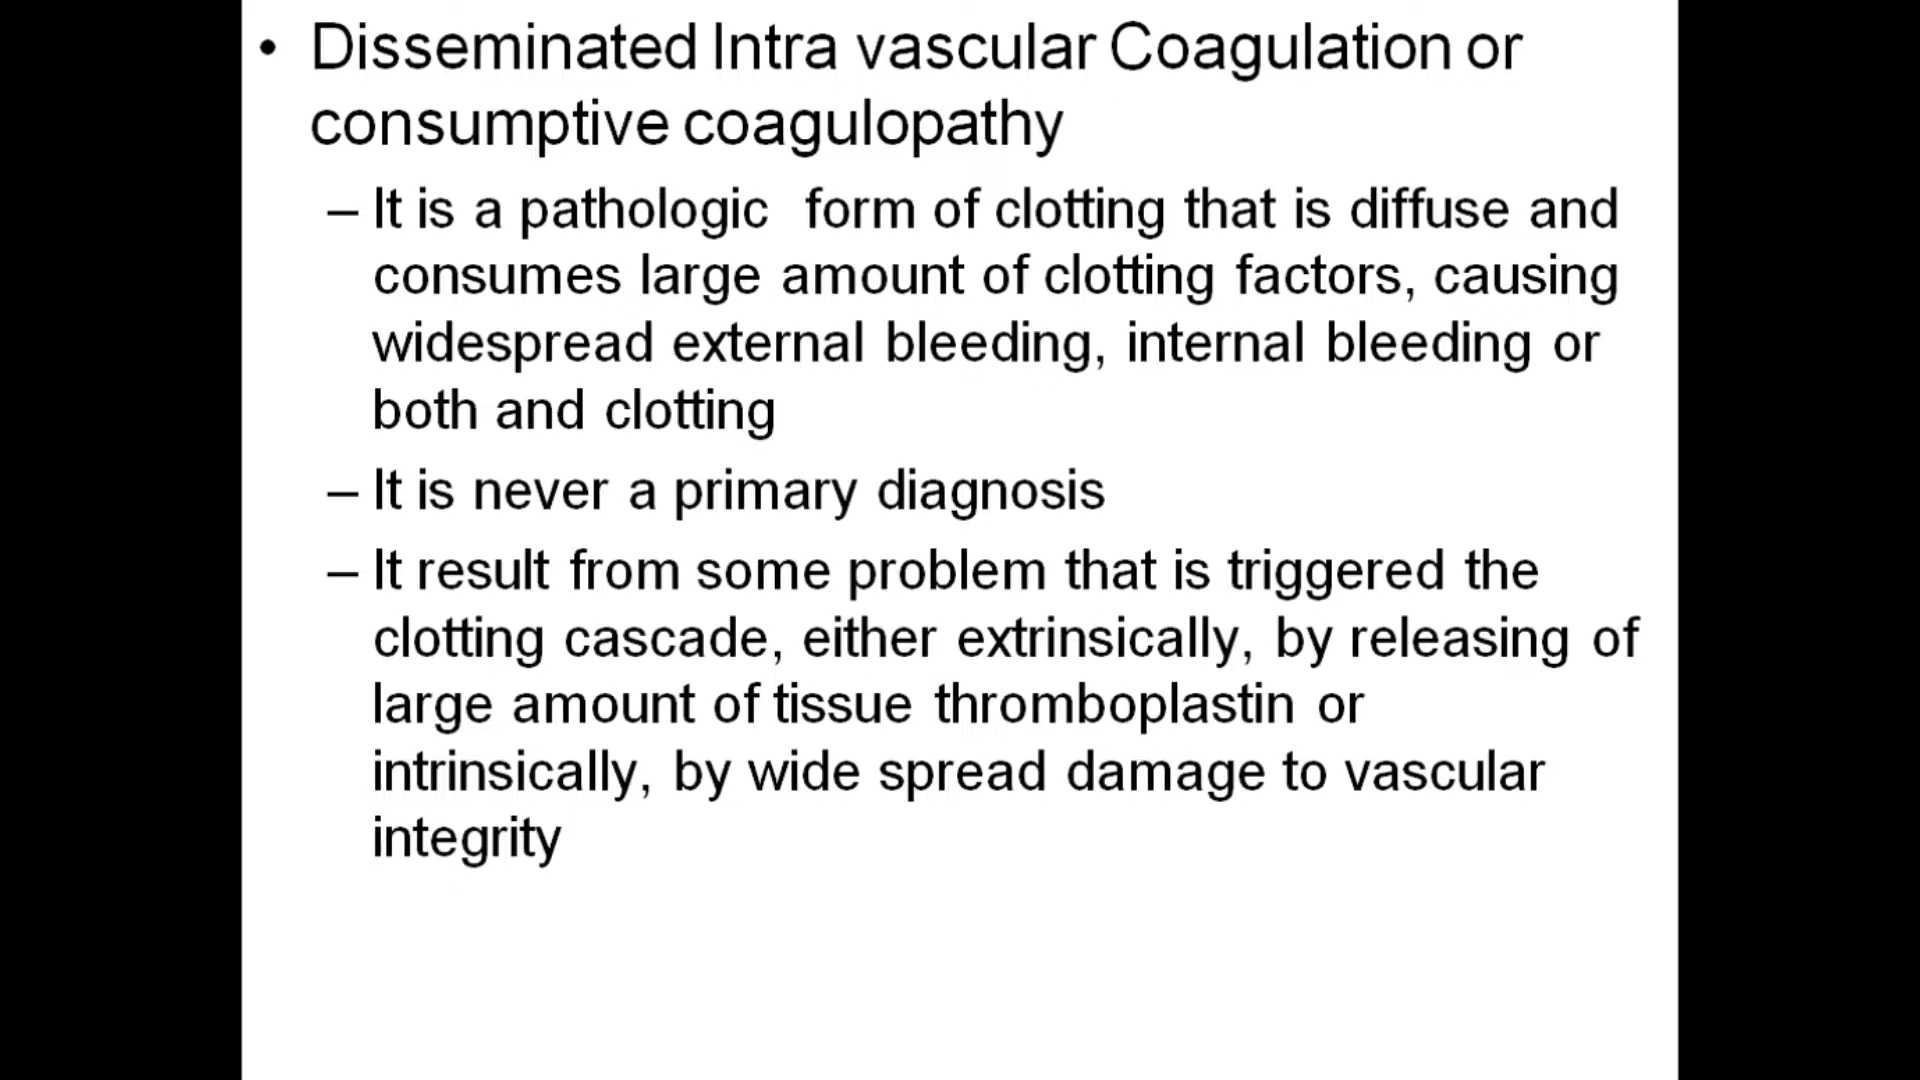 • Disseminated Intra vascular Coagulation or
consumptive coagulopathy
– It is a pathologic form of clotting that is diffuse and
consumes large amount of clotting factors, causing
widespread external bleeding, internal bleeding or
both and clotting
– It is never a primary diagnosis
– It result from some problem that is triggered the
clotting cascade, either extrinsically, by releasing of
large amount of tissue thromboplastin or
intrinsically, by wide spread damage to vascular
integrity